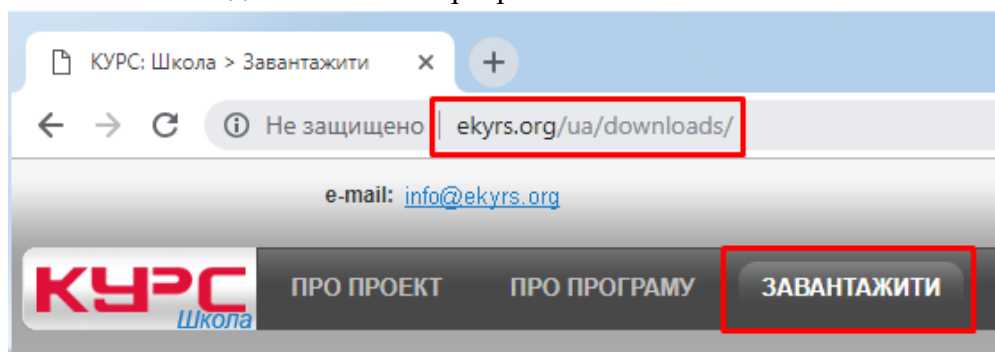 КУРС: Школа > Завантажити
Не защищено | ekyrs.org/ua/downloads/
e-mail: info@ekyrs.org
КУРС Школа
ПРО ПРОЕКТ ПРО ПРОГРАМУ ЗАВАНТАЖИТИ